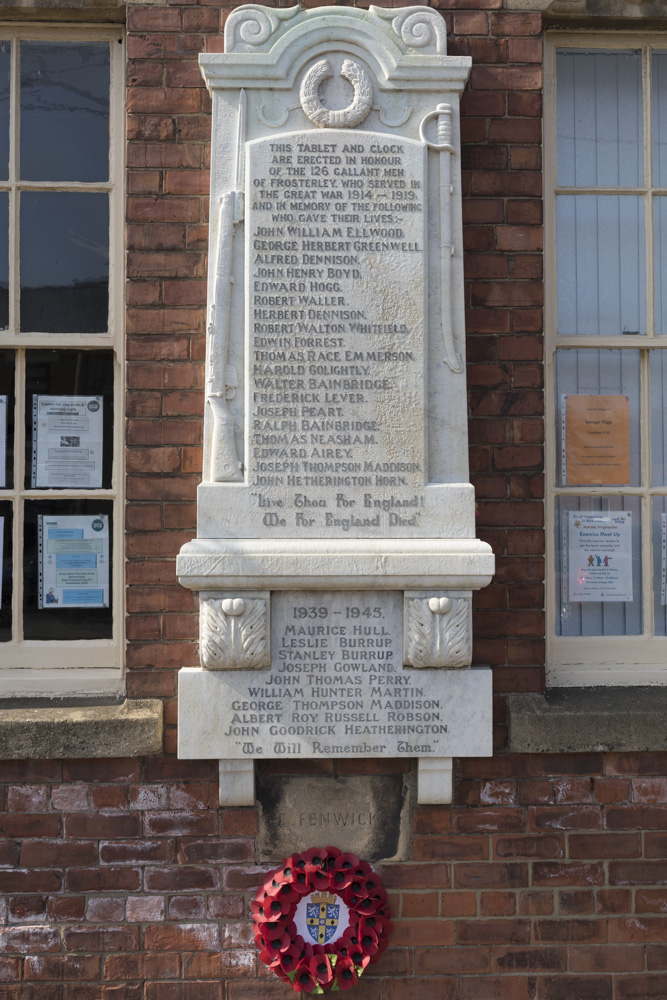 THIS TABLET AND CLOCK
ARE ERECTED IN HONOUR
OF THE 126 GALLANT MEN
OF FROSTERLEY, WHO SERVED IN
THE GREAT WAR 1914-1919,
AND IN MEMORY OF THE FOLLOWING
WHO GAVE THEIR LIVES:-
JOHN WILLIAM ELLWOOD.
GEORGE HERBERT GREENWELL.
ALFRED DENNISON.
JOHN HENRY BOYD.
EDWARD HOGG.
ROBERT WALLER.
HERBERT DENNISON.
ROBERT WALTON WHITFIELD.
EDWIN FORREST.
THOMAS RACE EMMERSON.
HAROLD GOLIGHTLY.
WALTER BAINBRIDGE.
FREDERICK LEVER.
JOSEPH PEART.
RALPH BAINBRIDGE.
THOMAS NEASHAM.
EDWARD AIREY.
JOSEPH THOMPSON MADDISON.
JOHN HETHERINGTON HORN.
"Live Thou For England!
We For England Died."
1939-1945.
MAURICE HULL.
LESLIE BURRUP.
STANLEY BURRUP.
JOSEPH GOWLAND.
JOHN THOMAS PERRY.
WILLIAM HUNTER MARTIN.
GEORGE THOMPSON MADDISON.
ALBERT ROY RUSSELL ROBSON.
JOHN GOODRICK HEATHERINGTON.
"We Will Remember Them."
FENWICK
Exercise Meet Up